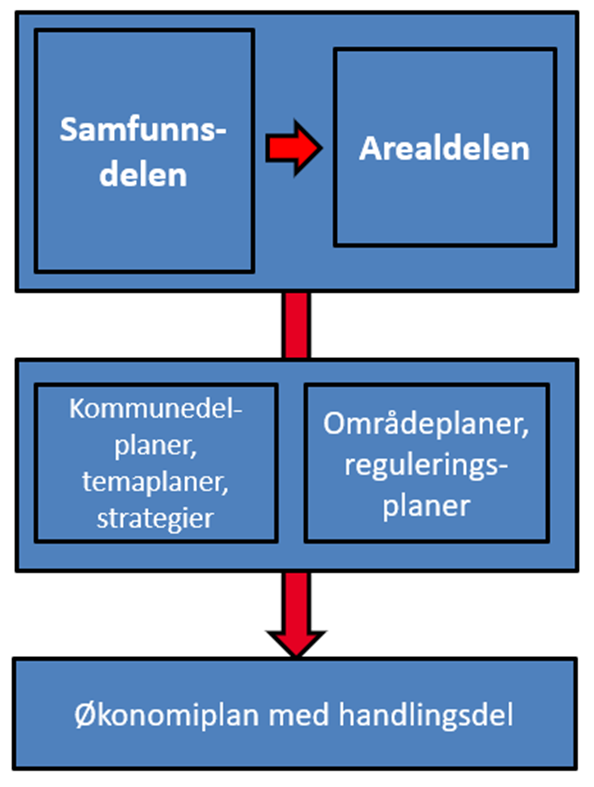 Samfunns-
delen
Arealdelen
Kommunedel-
planer,
temaplaner,
strategier
Områdeplaner,
regulerings-
planer
Økonomiplan med handlingsdel